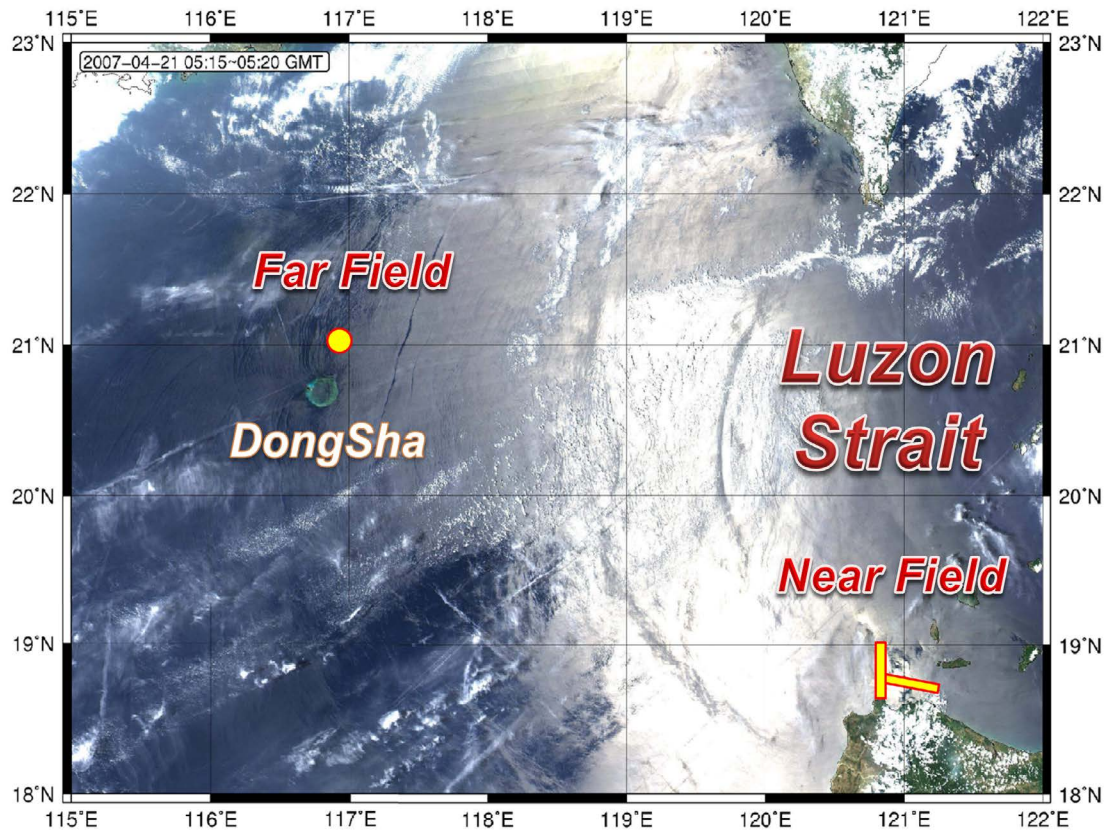 115°E 116°E 117°E 118°E 119°E 120°E 121°E 122°E
23°N 23°N
2007-04-21 05:15~05:20 GMT
22°N 22°N
Far Field
21°N 21°N
Luzon
Strait
DongSha
20°N 20°N
Near Field
19°N 19°N
18°N 18°N
115°E 116°E 117°E 118°E 119°E 120°E 121°E 122°E